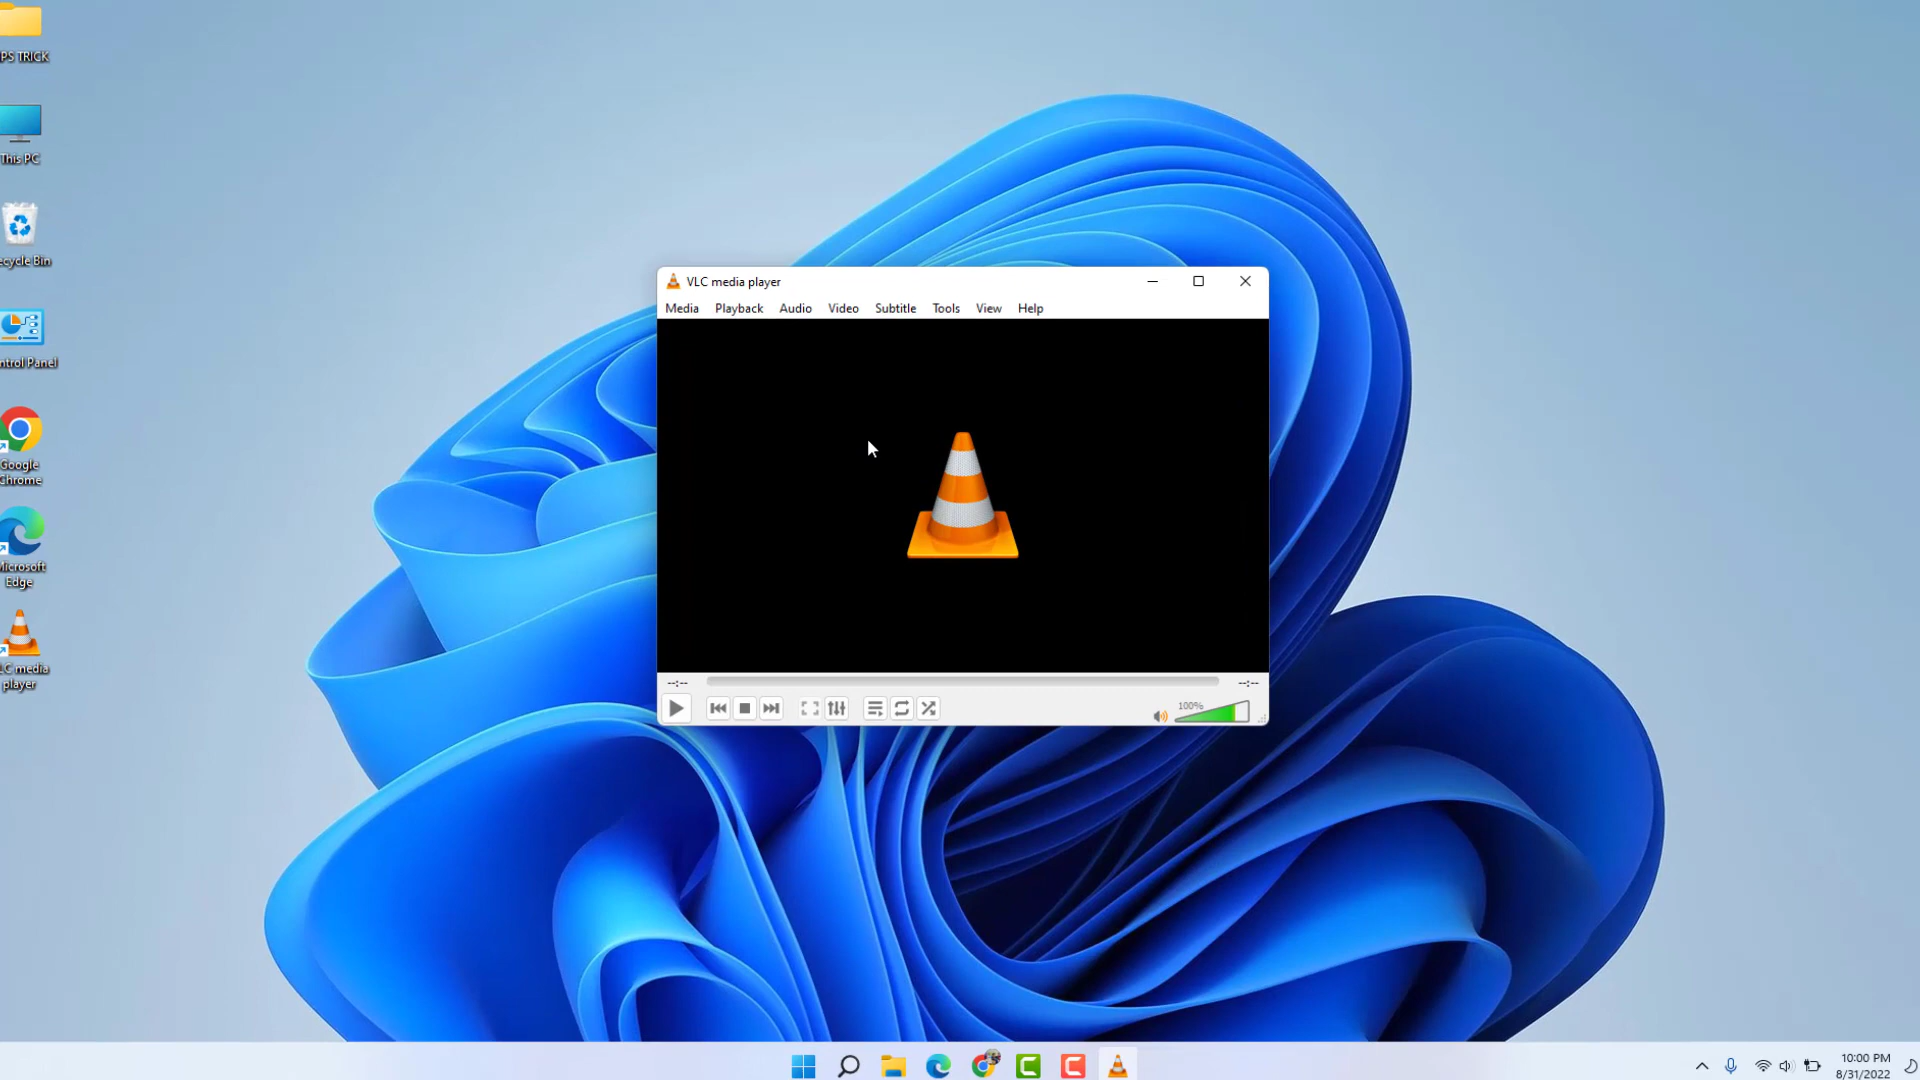 PS TRICK
This PC
ecycle Bin
ntrol Panel
Google
Chrome
Microsoft
Edge
LC media
player
VLC media player
Media Playback Audio Video Subtitle Tools View Help
--:-- --:--
100%
10:00 PM
8/31/2022